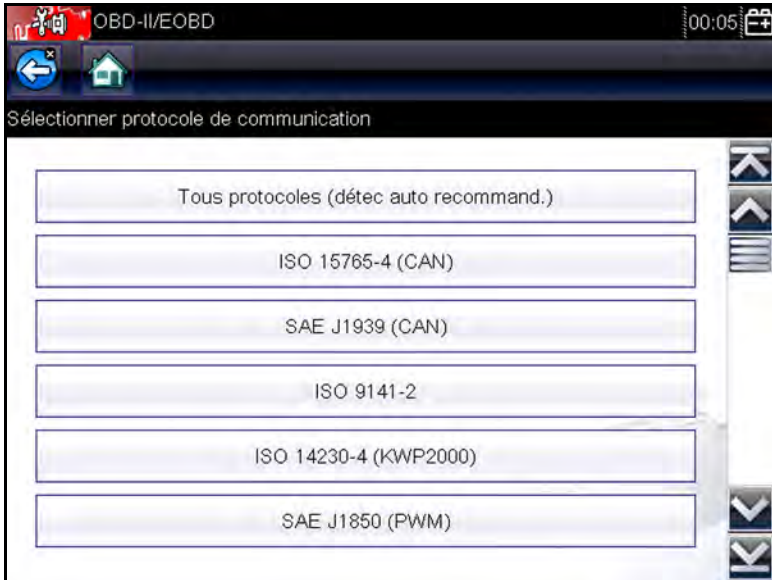 OBD-II/EOBD
00:05
Sélectionner protocole de communication
Tous protocoles (détec auto recommand.)
ISO 15765-4 (CAN)
SAE J1939 (CAN)
ISO 9141-2
ISO 14230-4 (KWP2000)
SAE J1850 (PWM)